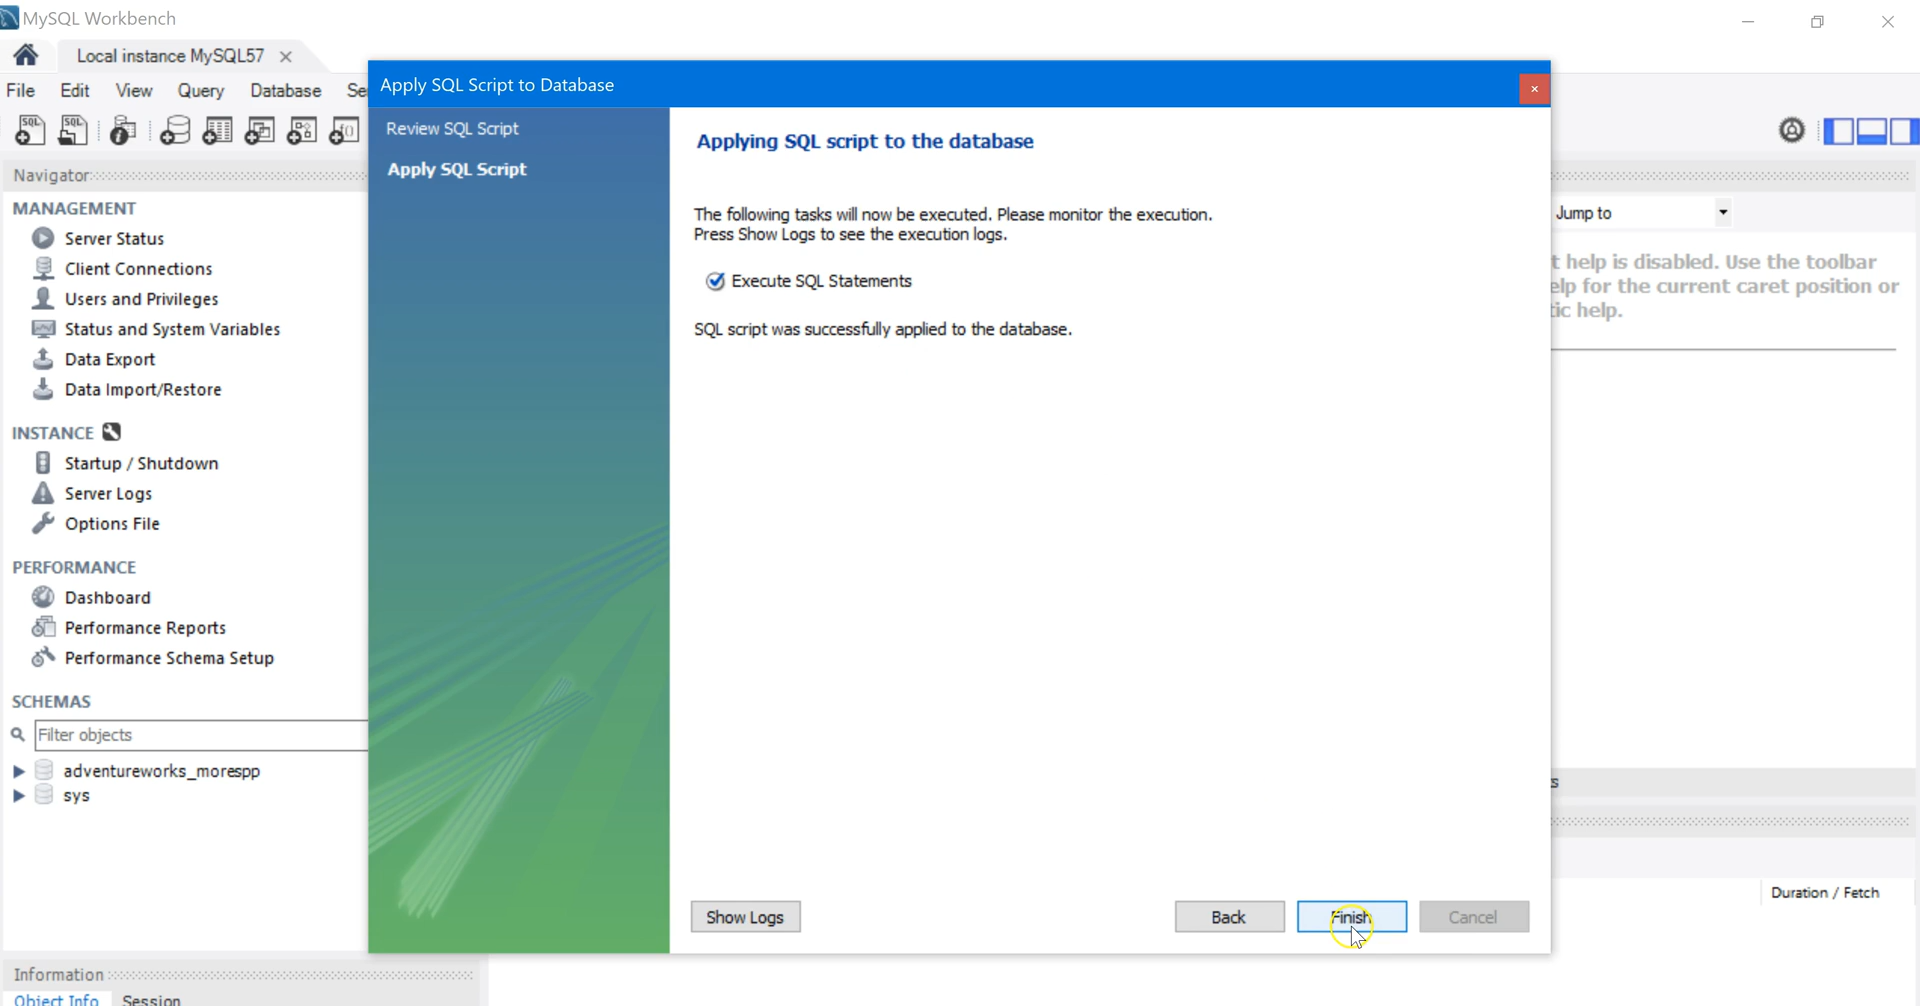 MySQL Workbench
Local instance MySQL57
File Edit View Query Database Se
Apply SQL Script to Database
Review SQL Script
Apply SQL Script
Applying SQL script to the database
The following tasks will now be executed. Please monitor the execution.
Press Show Logs to see the execution logs.
Execute SQL Statements
SQL script was successfully applied to the database.
Show Logs
Back
Finish
Cancel
Navigator
MANAGEMENT
Server Status
Client Connections
Users and Privileges
Status and System Variables
Data Export
Data Import/Restore
INSTANCE
Startup / Shutdown
Server Logs
Options File
PERFORMANCE
Dashboard
Performance Reports
Performance Schema Setup
SCHEMAS
Filter objects
adventureworks_morespp
sys
Information
Object Info Session
Jump to
t help is disabled. Use the toolbar
elp for the current caret position or
tic help.
s
Duration / Fetch